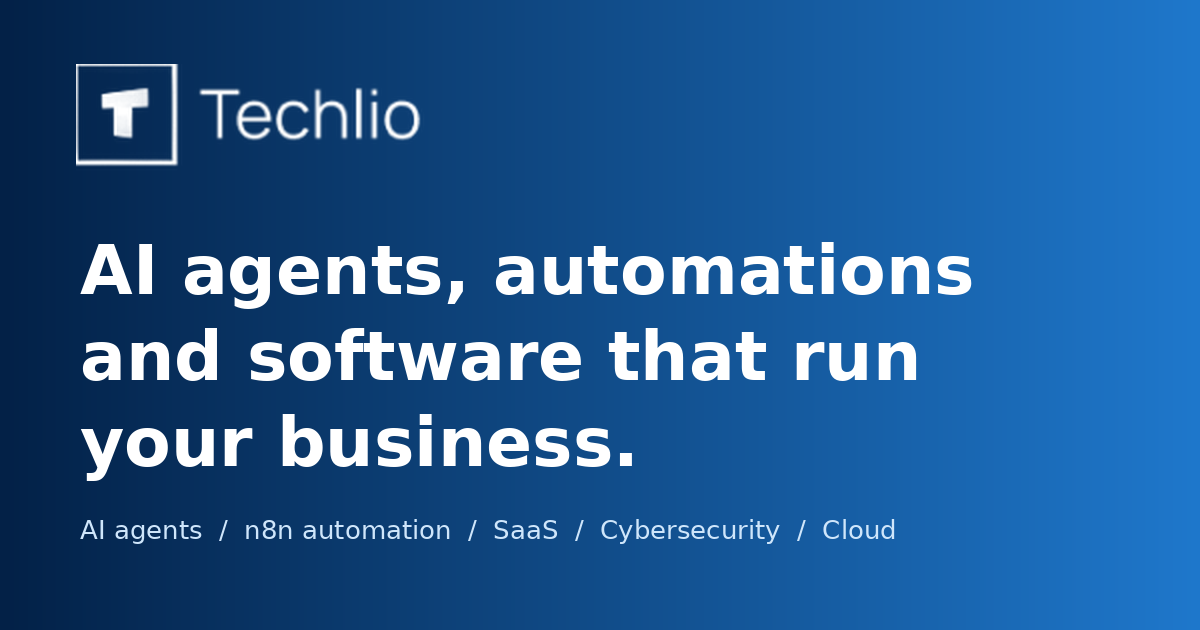 T Techlio
AI agents, automations
and software that run
your business.
AI agents / n8n automation / SaaS / Cybersecurity / Cloud